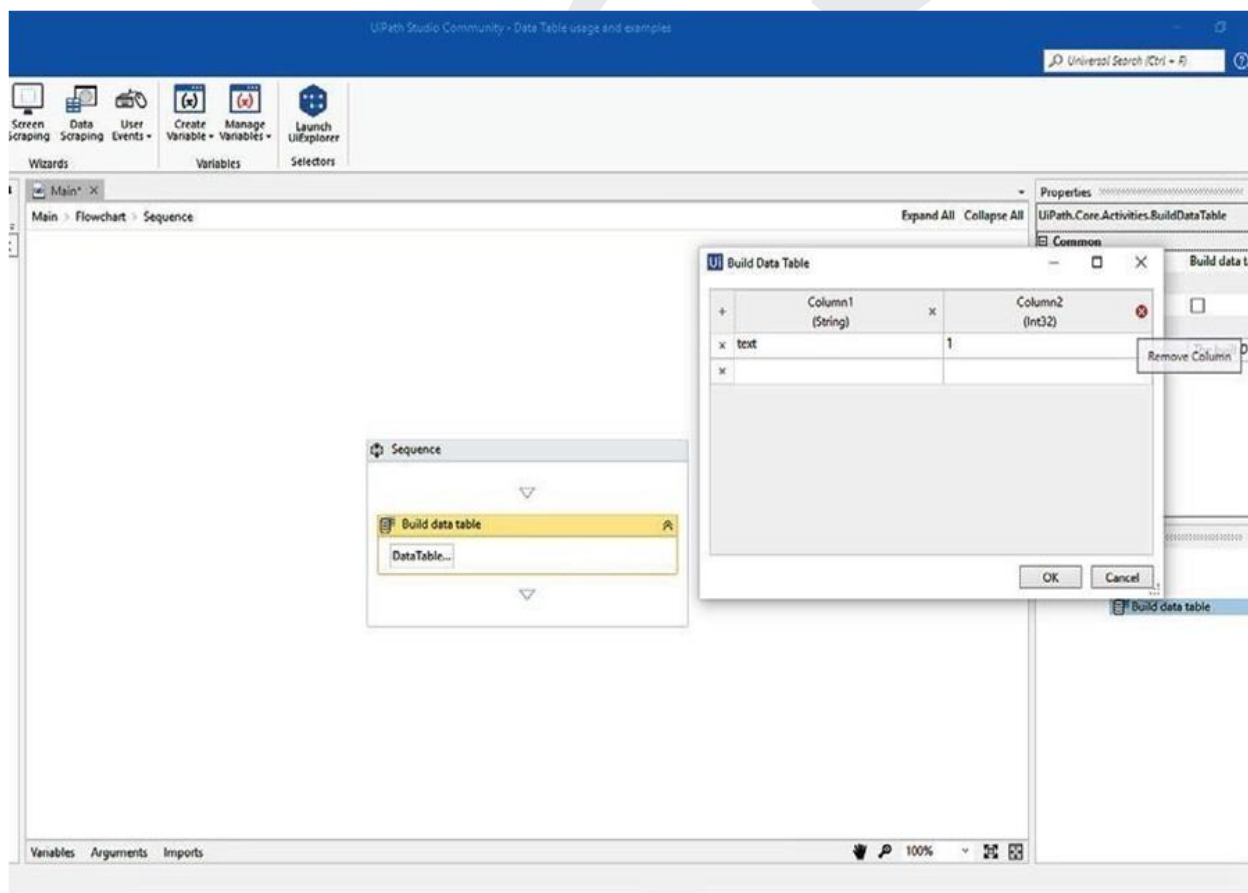 UiPath Studio Community - Data Table usage and examples
Universal Search (Ctrl + F)
Screen Scraping
Data Scraping
User Events
Create Variable
Manage Variables
Launch UiExplorer
Wizards
Variables
Selectors
Main*
Main > Flowchart > Sequence
Expand All Collapse All
Properties
UiPath.Core.Activities.BuildDataTable
Common
Build data t
Build Data Table
Column1
(String)
Column2
(Int32)
text 1
Remove Column
Sequence
Build data table
DataTable...
OK Cancel
Build data table
Variables Arguments Imports
100%